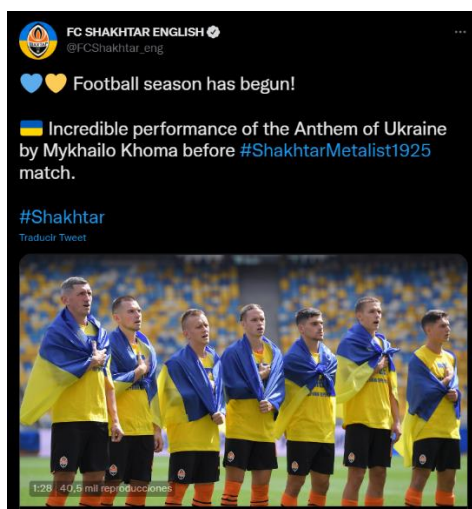 FC SHAKHTAR ENGLISH
@FCShakhtar_eng
💙💛 Football season has begun!
🇺🇦 Incredible performance of the Anthem of Ukraine
by Mykhailo Khoma before #ShakhtarMetalist1925
match.
#Shakhtar
Traducir Tweet
1:28 40,5 mil reproducciones